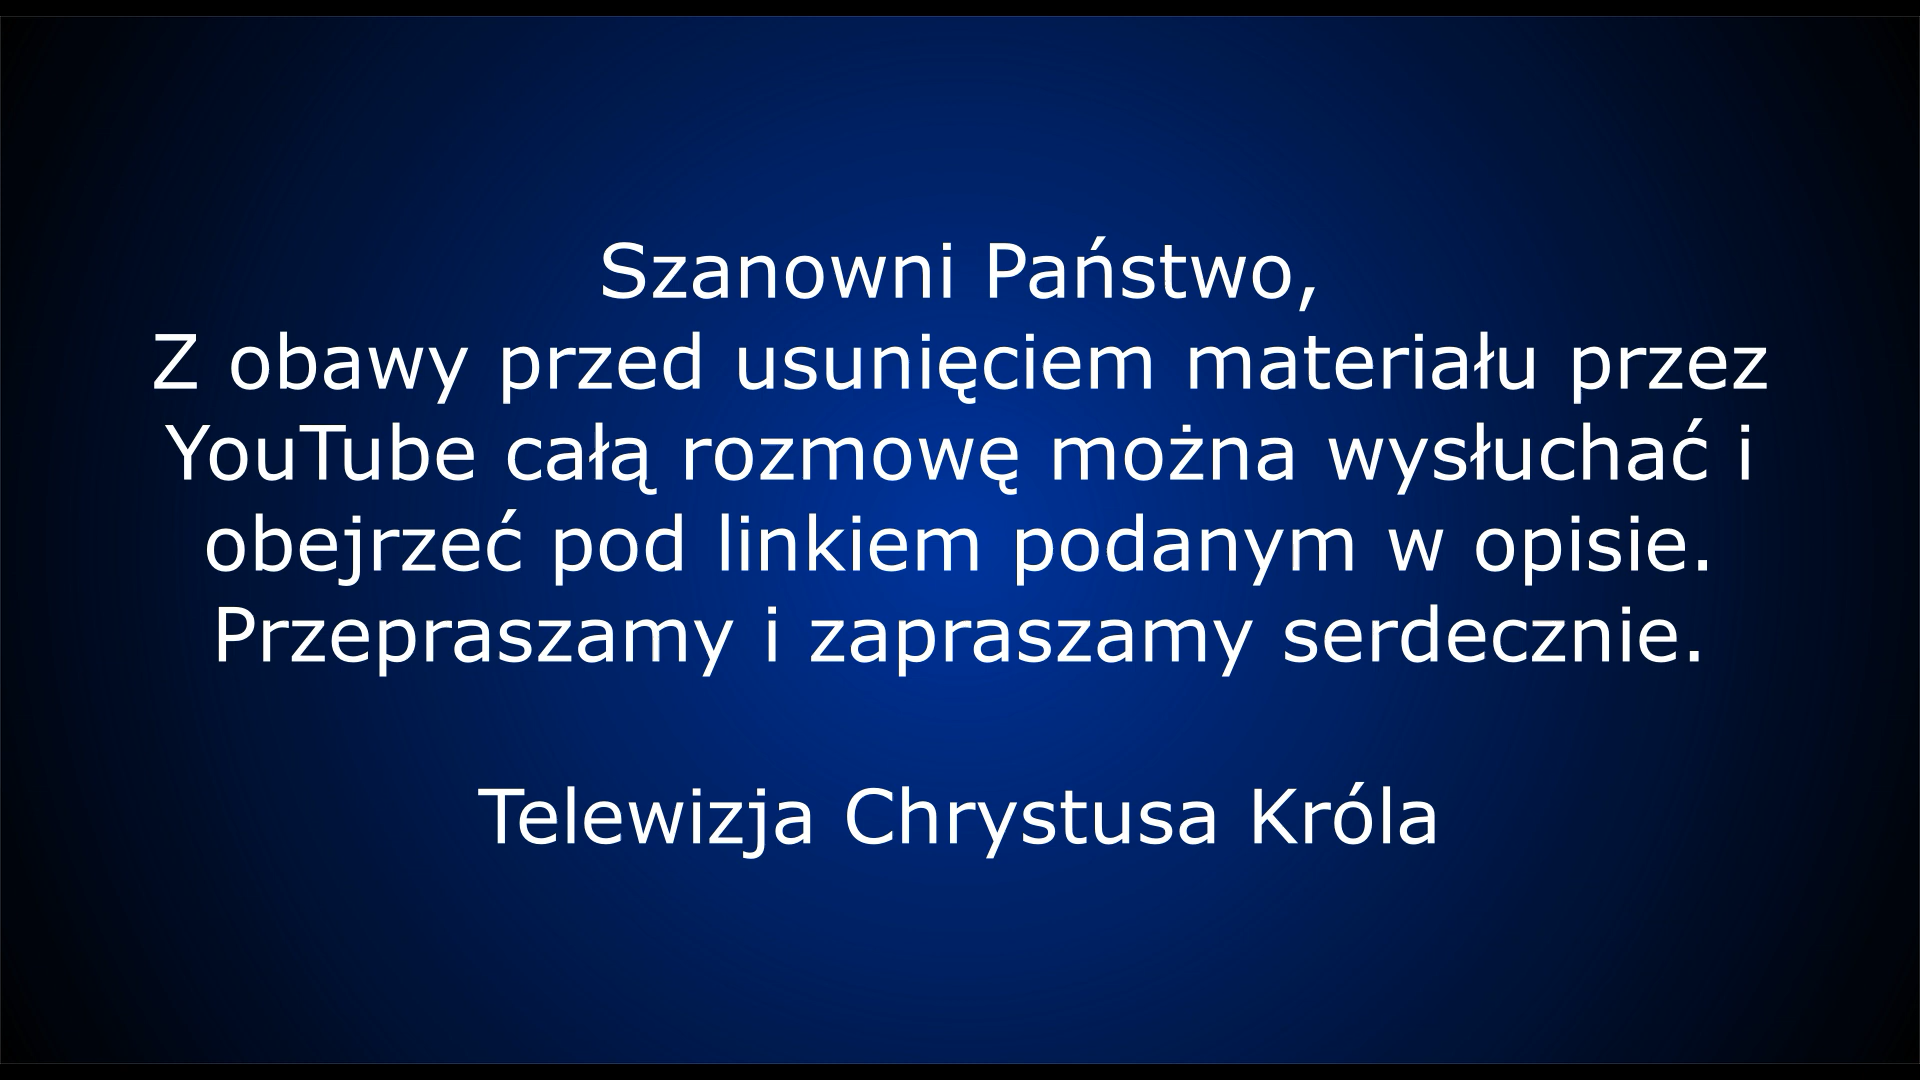 Szanowni Państwo,
Z obawy przed usunięciem materiału przez
YouTube całą rozmowę można wysłuchać i
obejrzeć pod linkiem podanym w opisie.
Przepraszamy i zapraszamy serdecznie.
Telewizja Chrystusa Króla